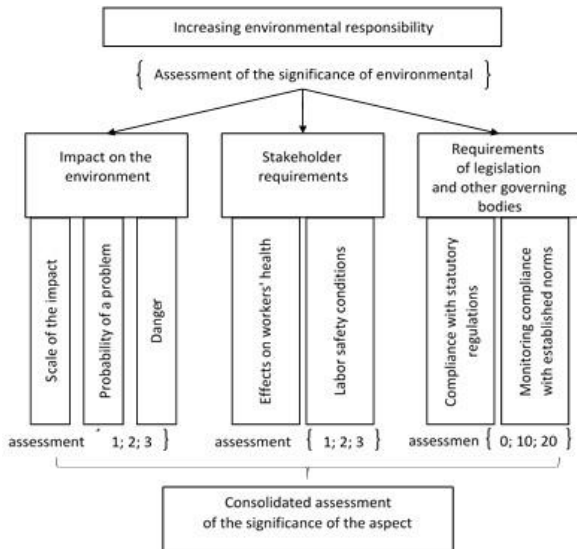 Increasing environmental responsibility
{ Assessment of the significance of environmental }
Impact on the
environment
Stakeholder
requirements
Requirements
of legislation
and other governing
bodies
Scale of the impact
Probability of a problem
Danger
Effects on workers' health
Labor safety conditions
Compliance with statutory
regulations
Monitoring compliance
with established norms
assessment ´ 1; 2; 3 }
assessment { 1; 2; 3 }
assessmen { 0; 10; 20 }
Consolidated assessment
of the significance of the aspect